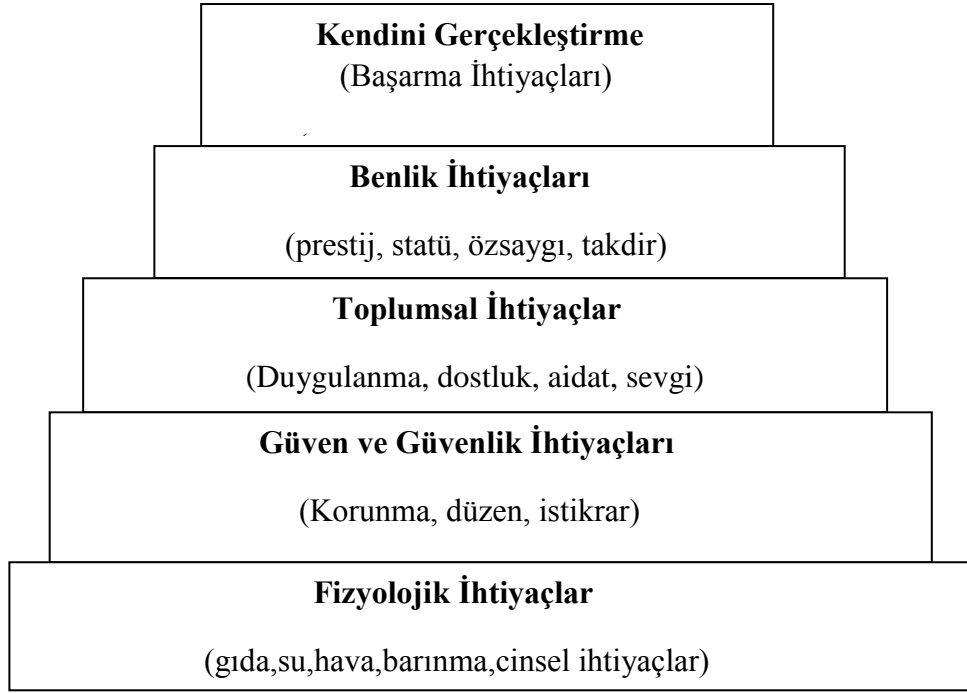 Kendini Gerçekleştirme
(Başarma İhtiyaçları)
Benlik İhtiyaçları
(prestij, statü, özsaygı, takdir)
Toplumsal İhtiyaçlar
(Duygulanma, dostluk, aidat, sevgi)
Güven ve Güvenlik İhtiyaçları
(Korunma, düzen, istikrar)
Fizyolojik İhtiyaçlar
(gıda,su,hava,barınma,cinsel ihtiyaçlar)